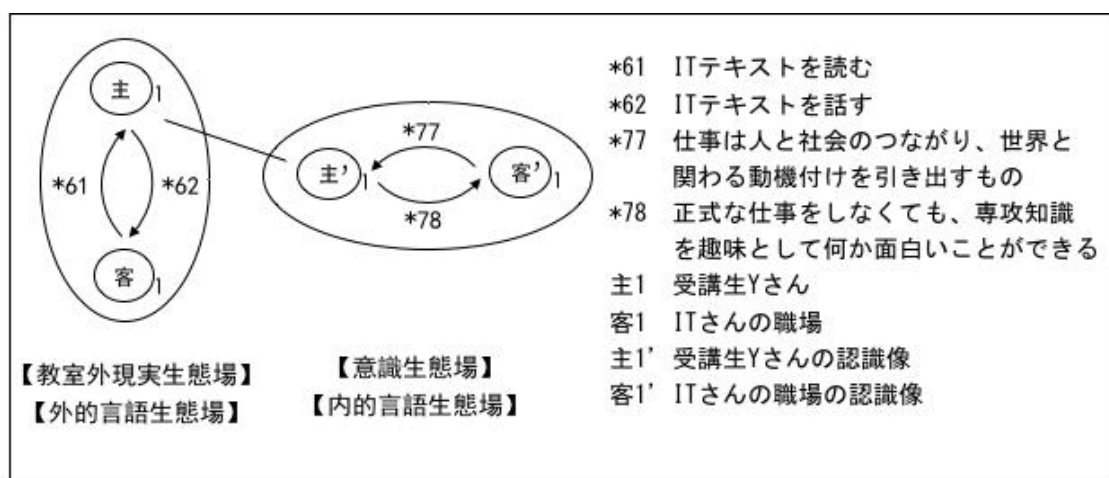 主1
*61
*62
客1
*77
主’1
客’1
*78
【教室外現実生態場】
【外的言語生態場】
【意識生態場】
【内的言語生態場】
*61 ITテキストを読む
*62 ITテキストを話す
*77 仕事は人と社会のつながり、世界と
関わる動機付けを引き出すもの
*78 正式な仕事をしなくても、専攻知識
を趣味として何か面白いことができる
主1 受講生Yさん
客1 ITさんの職場
主1’ 受講生Yさんの認識像
客1’ ITさんの職場の認識像